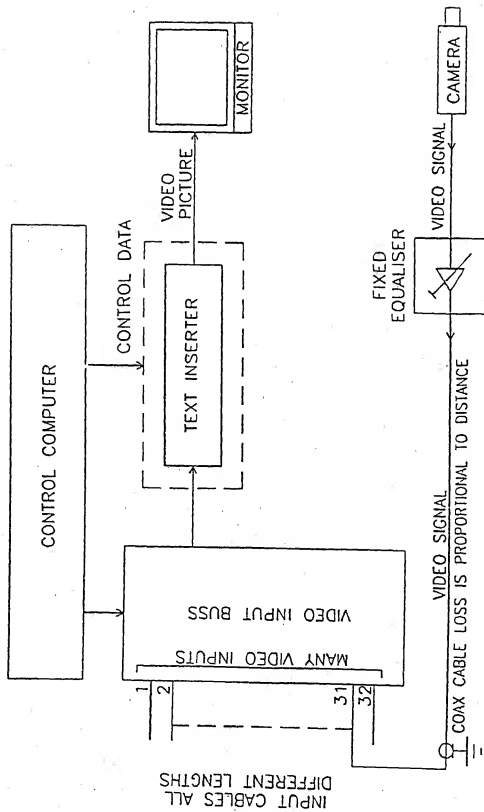 CONTROL COMPUTER
CONTROL DATA
TEXT INSERTER
VIDEO
PICTURE
MONITOR
VIDEO INPUT BUSS
MANY VIDEO INPUTS
1
2
31
32
INPUT CABLES ALL
DIFFERENT LENGTHS
FIXED
EQUALISER
VIDEO SIGNAL
CAMERA
VIDEO SIGNAL
COAX CABLE LOSS IS PROPORTIONAL TO DISTANCE